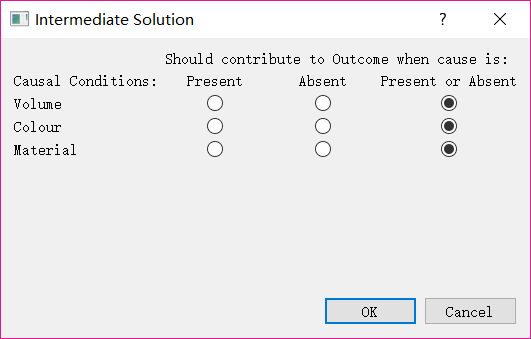 Intermediate Solution
Should contribute to Outcome when cause is:
Causal Conditions: Present Absent Present or Absent
Volume
Colour
Material
OK Cancel